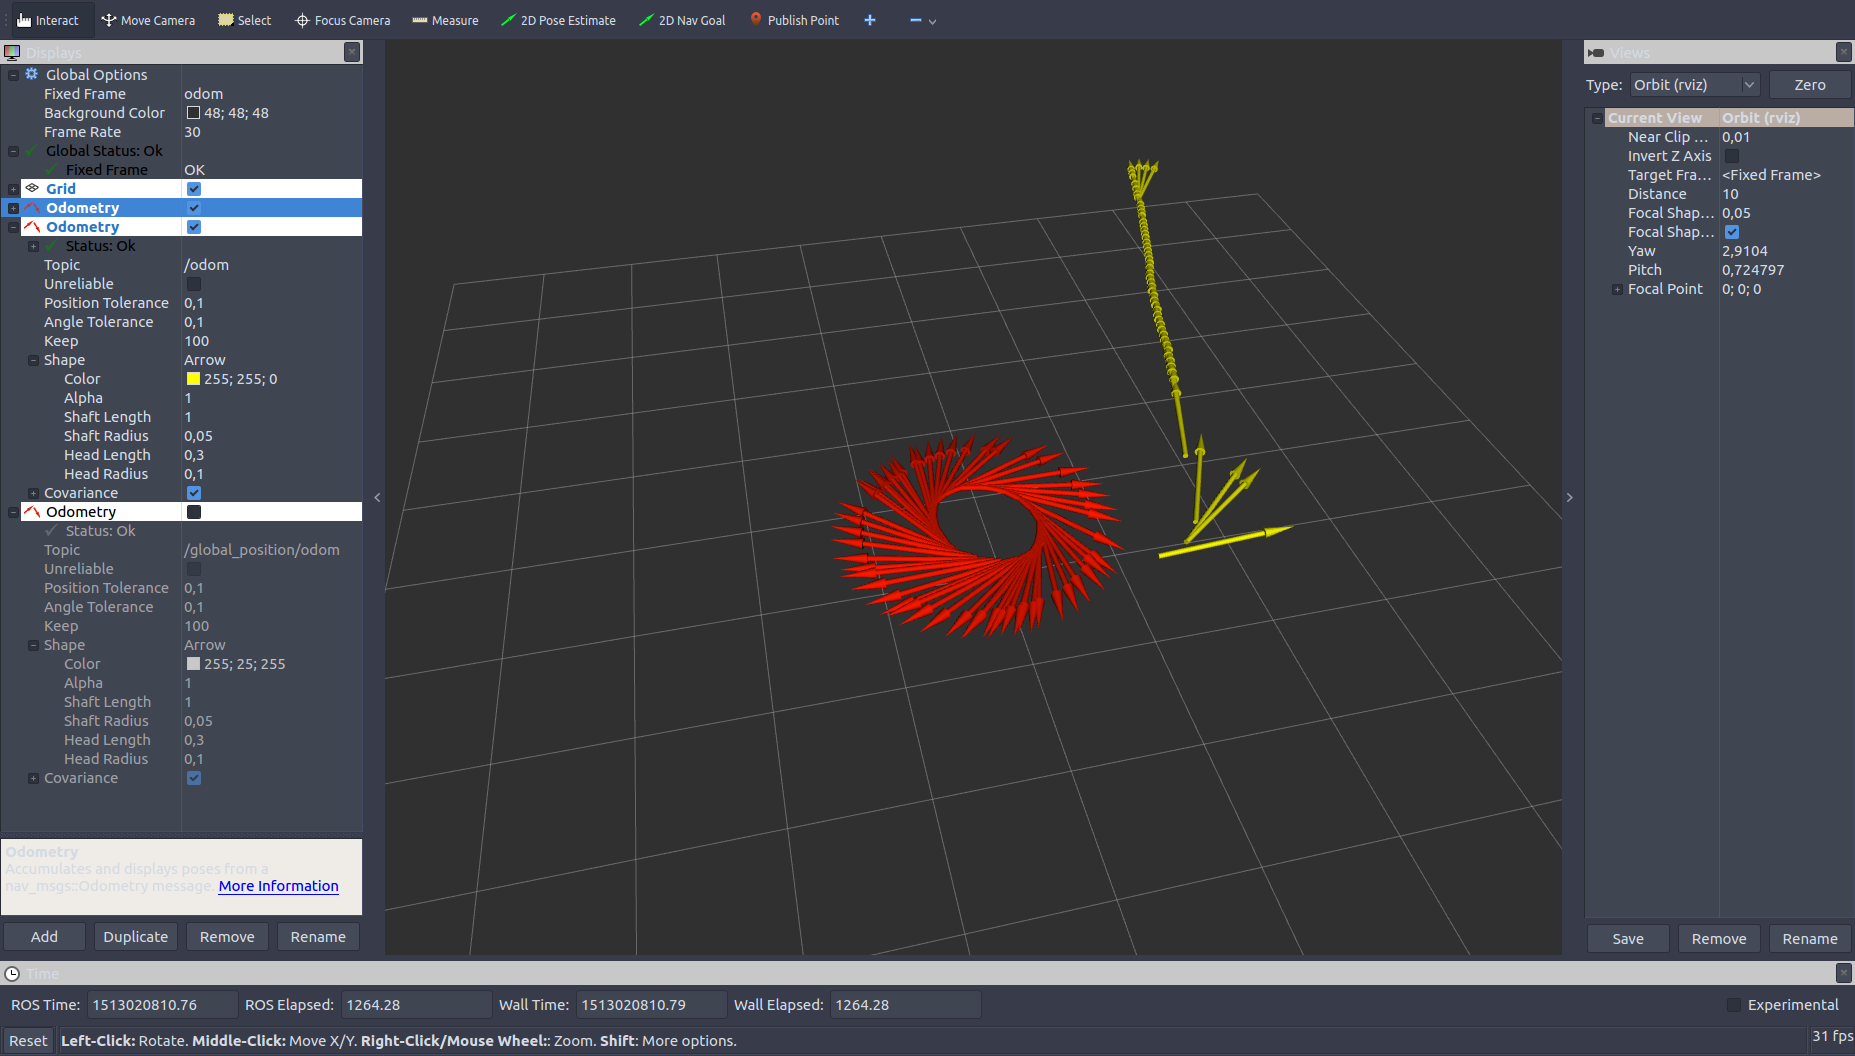 Interact Move Camera Select Focus Camera Measure 2D Pose Estimate 2D Nav Goal Publish Point
Displays
Global Options
Fixed Frame odom
Background Color 48; 48; 48
Frame Rate 30
Global Status: Ok
Fixed Frame OK
Grid
Odometry
Odometry
Status: Ok
Topic /odom
Unreliable
Position Tolerance 0,1
Angle Tolerance 0,1
Keep 100
Shape Arrow
Color 255; 255; 0
Alpha 1
Shaft Length 1
Shaft Radius 0,05
Head Length 0,3
Head Radius 0,1
Covariance
Odometry
Status: Ok
Topic /global_position/odom
Unreliable
Position Tolerance 0,1
Angle Tolerance 0,1
Keep 100
Shape Arrow
Color 255; 25; 255
Alpha 1
Shaft Length 1
Shaft Radius 0,05
Head Length 0,3
Head Radius 0,1
Covariance
Odometry
Accumulates and displays poses from a
nav_msgs::Odometry message. More Information
Add Duplicate Remove Rename
Views
Type: Orbit (rviz) Zero
Current View Orbit (rviz)
Near Clip ... 0,01
Invert Z Axis
Target Fra... <Fixed Frame>
Distance 10
Focal Shap... 0,05
Focal Shap...
Yaw 2,9104
Pitch 0,724797
Focal Point 0; 0; 0
Save Remove Rename
Time
ROS Time: 1513020810.76 ROS Elapsed: 1264.28 Wall Time: 1513020810.79 Wall Elapsed: 1264.28 Experimental
Reset Left-Click: Rotate. Middle-Click: Move X/Y. Right-Click/Mouse Wheel:: Zoom. Shift: More options. 31 fps